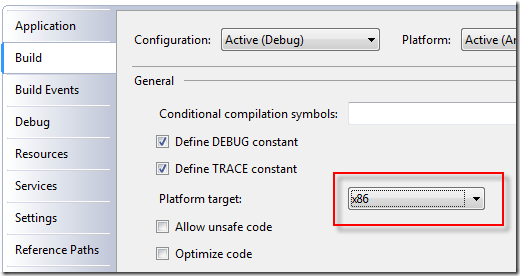 Application
Build
Build Events
Debug
Resources
Services
Settings
Reference Paths
Configuration: Active (Debug) Platform: Active (An
General
Conditional compilation symbols:
Define DEBUG constant
Define TRACE constant
Platform target: x86
Allow unsafe code
Optimize code